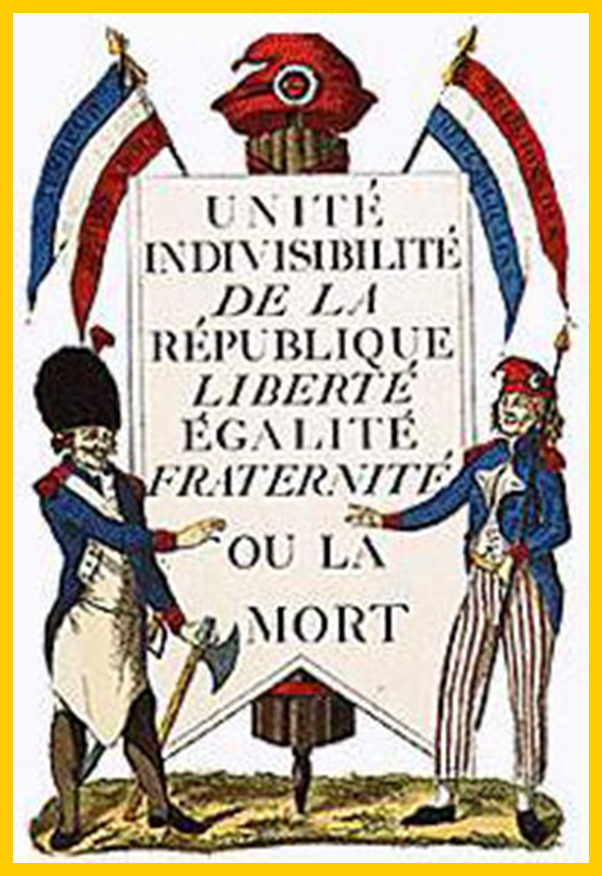 UNITÉ
INDIVISIBILITÉ
DE LA
RÉPUBLIQUE
LIBERTÉ
ÉGALITÉ
FRATERNITÉ
OU LA
MORT